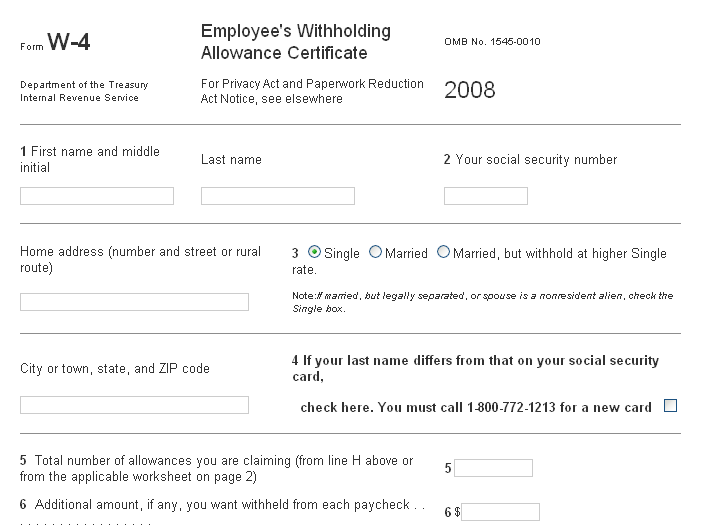 Form W-4
Employee's Withholding
Allowance Certificate
OMB No. 1545-0010
Department of the Treasury
Internal Revenue Service
For Privacy Act and Paperwork Reduction
Act Notice, see elsewhere
2008
1 First name and middle
initial
Last name
2 Your social security number
Home address (number and street or rural
route)
3 Single Married Married, but withhold at higher Single
rate.
Note:If married, but legally separated, or spouse is a nonresident alien, check the
Single box.
City or town, state, and ZIP code
4 If your last name differs from that on your social security
card,
check here. You must call 1-800-772-1213 for a new card
5 Total number of allowances you are claiming (from line H above or
from the applicable worksheet on page 2)
5
6 Additional amount, if any, you want withheld from each paycheck . .
. . . . . . . . . . . . . . . . . .
6 $